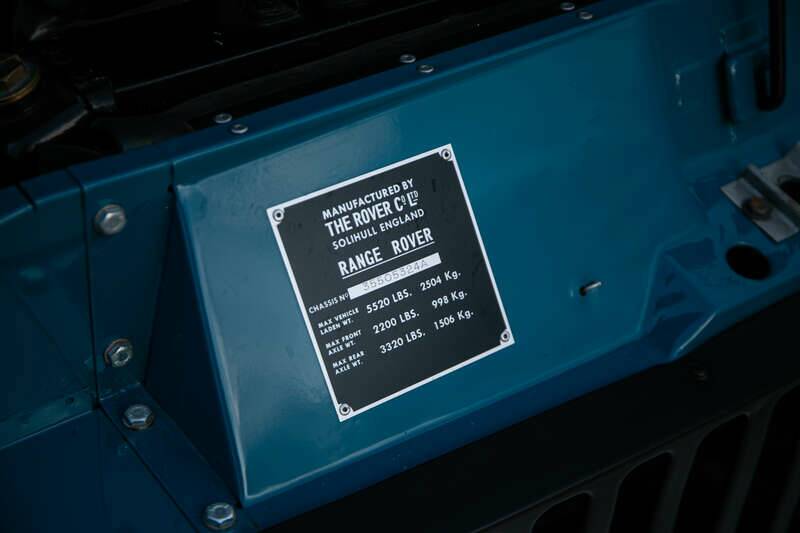 MANUFACTURED BY
THE ROVER Co LTD
SOLIHULL ENGLAND
RANGE ROVER
CHASSIS No 35505324A
MAX VEHICLE LADEN WT. 5520 LBS. 2504 Kg.
MAX FRONT AXLE WT. 2200 LBS. 998 Kg.
MAX REAR AXLE WT. 3320 LBS. 1506 Kg.